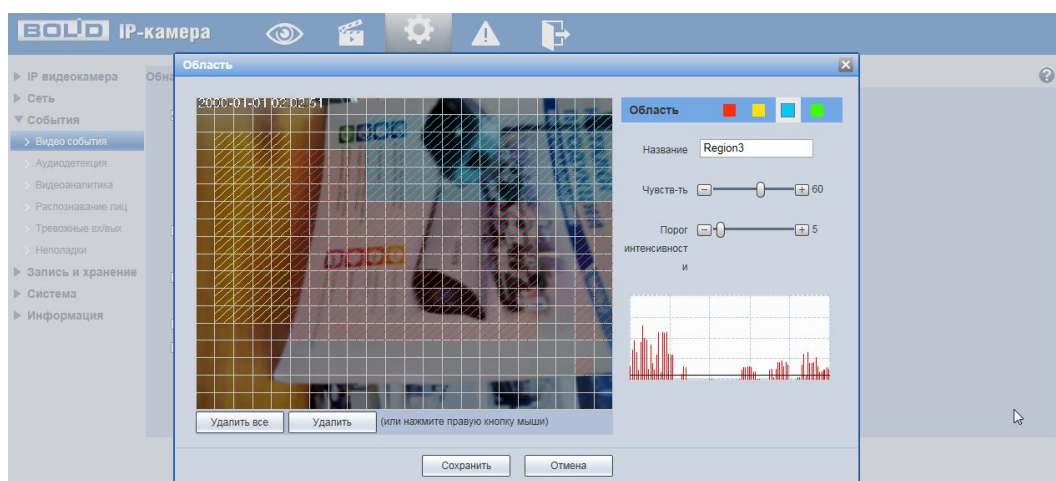 BOLID IP-камера
Область
IP видеокамера
Сеть
События
Видео события
Аудиодетекция
Видеоаналитика
Распознавание лиц
Тревожные вх/вых
Неполадки
Запись и хранение
Система
Информация
Обна
2000-01-01 02:02:51
Область
Название Region3
Чувств-ть 60
Порог 5
интенсивност
и
Удалить все Удалить (или нажмите правую кнопку мыши)
Сохранить Отмена